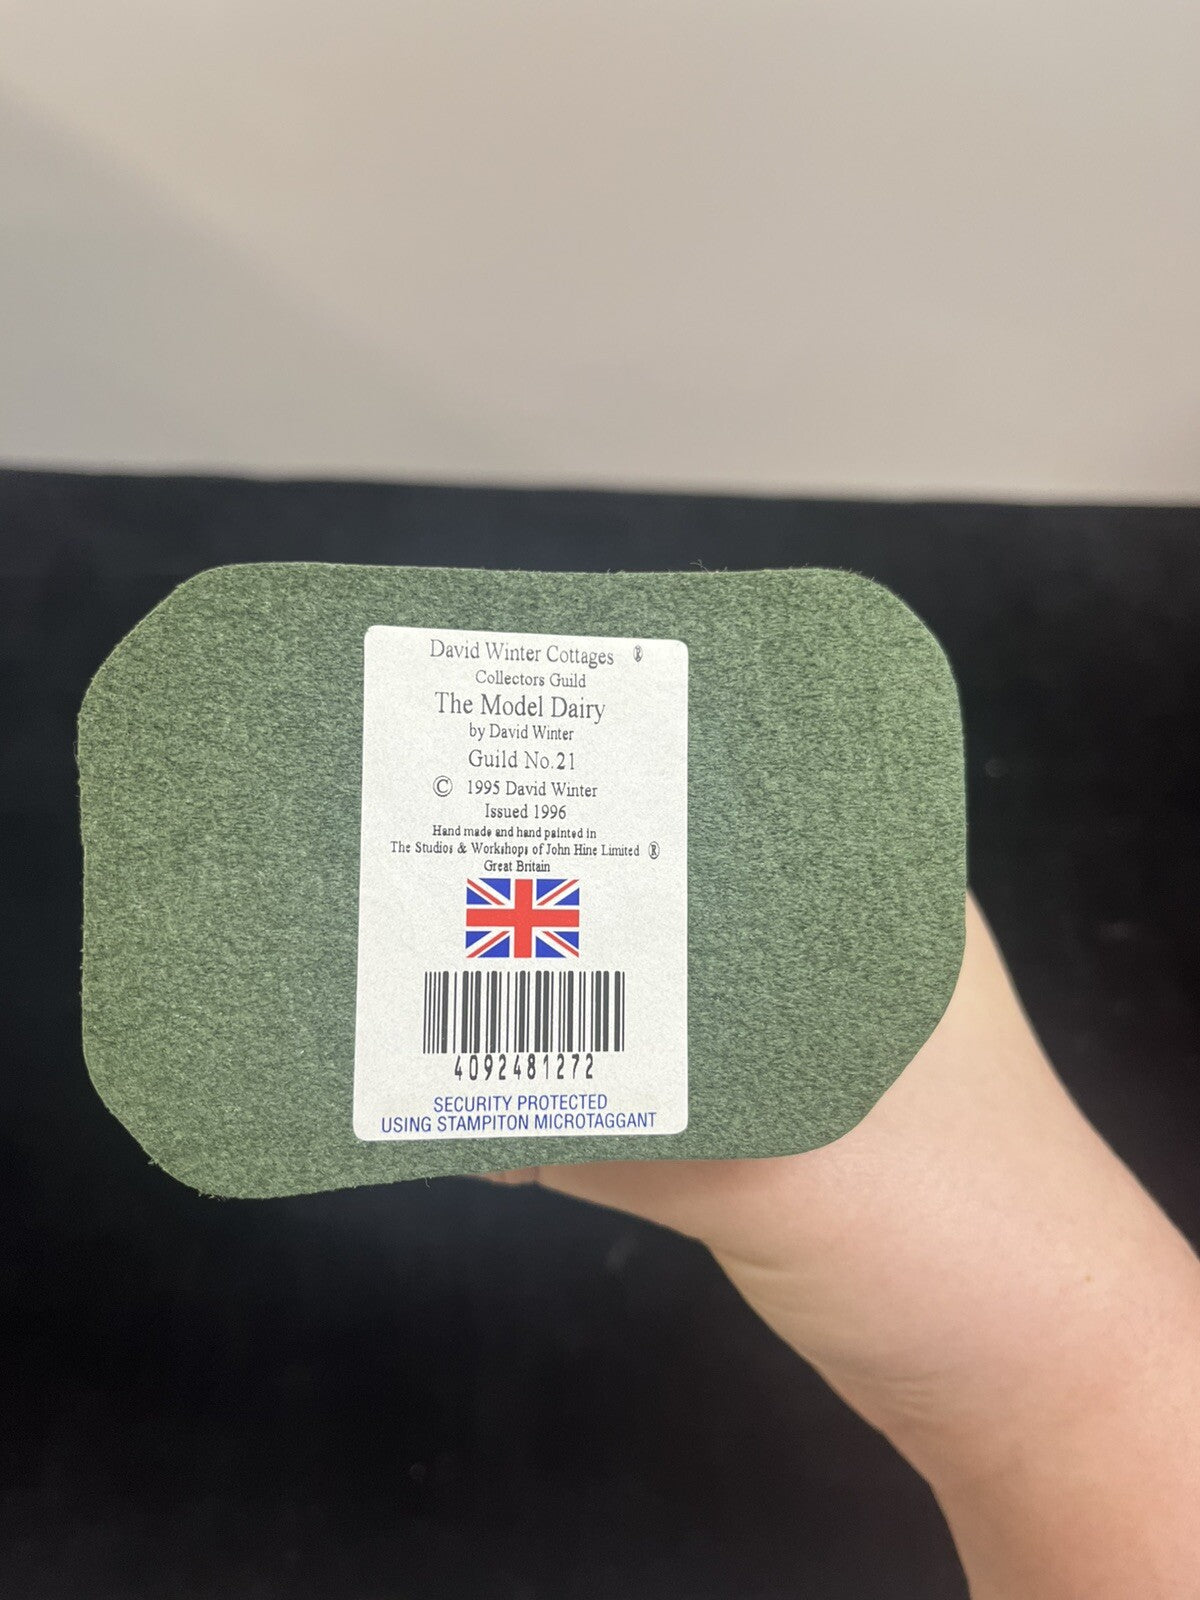 David Winter Cottages ®
Collectors Guild
The Model Dairy
by David Winter
Guild No.21
© 1995 David Winter
Issued 1996
Hand made and hand painted in
The Studios & Workshops of John Hine Limited ®
Great Britain
4092481272
SECURITY PROTECTED
USING STAMPITON MICROTAGGANT